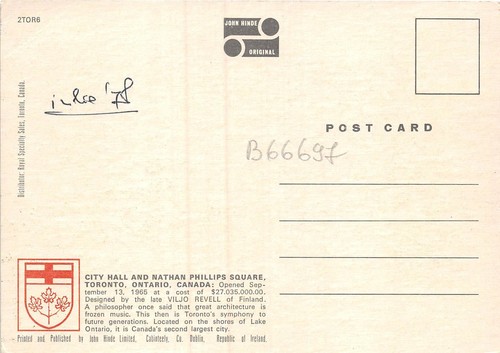 2TOR6
JOHN HINDE
ORIGINAL
'78
POST CARD
B66697
Distributor: Royal Specialty Sales, Toronto, Canada.
CITY HALL AND NATHAN PHILLIPS SQUARE,
TORONTO, ONTARIO, CANADA: Opened Sep-
tember 13, 1965 at a cost of $27,035,000.00.
Designed by the late VILJO REVELL of Finland.
A philosopher once said that great architecture is
frozen music. This then is Toronto's symphony to
future generations. Located on the shores of Lake
Ontario, it is Canada's second largest city.
Printed and Published by John Hinde Limited, Cabinteely, Co. Dublin, Republic of Ireland.